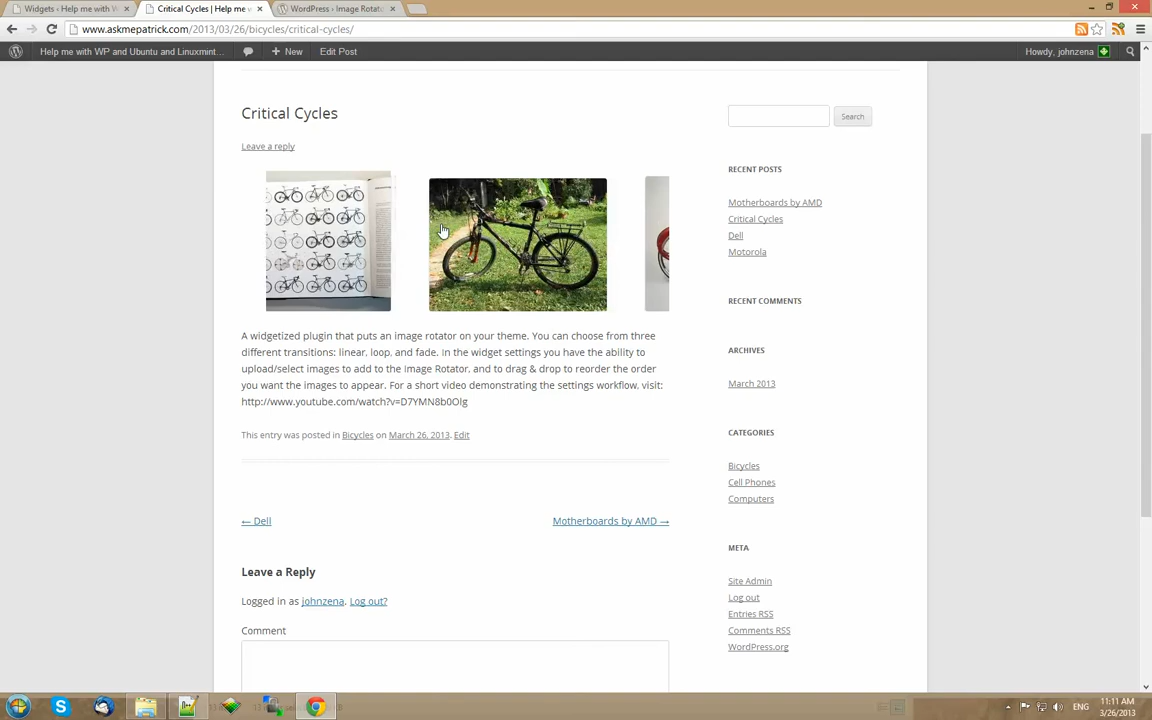 Widgets ‹ Help me with W
Critical Cycles | Help me w
WordPress › Image Rotat
www.askmepatrick.com/2013/03/26/bicycles/critical-cycles/
Help me with WP and Ubuntu and Linuxmint...
New
Edit Post
Howdy, johnzena
Critical Cycles
Leave a reply
Search
A widgetized plugin that puts an image rotator on your theme. You can choose from three
different transitions: linear, loop, and fade. In the widget settings you have the ability to
upload/select images to add to the Image Rotator, and to drag & drop to reorder the order
you want the images to appear. For a short video demonstrating the settings workflow, visit:
http://www.youtube.com/watch?v=D7YMN8b0OIg
This entry was posted in Bicycles on March 26, 2013. Edit
← Dell
Motherboards by AMD →
Leave a Reply
Logged in as johnzena. Log out?
Comment
RECENT POSTS
Motherboards by AMD
Critical Cycles
Dell
Motorola
RECENT COMMENTS
ARCHIVES
March 2013
CATEGORIES
Bicycles
Cell Phones
Computers
META
Site Admin
Log out
Entries RSS
Comments RSS
WordPress.org
ENG
11:11 AM
3/26/2013